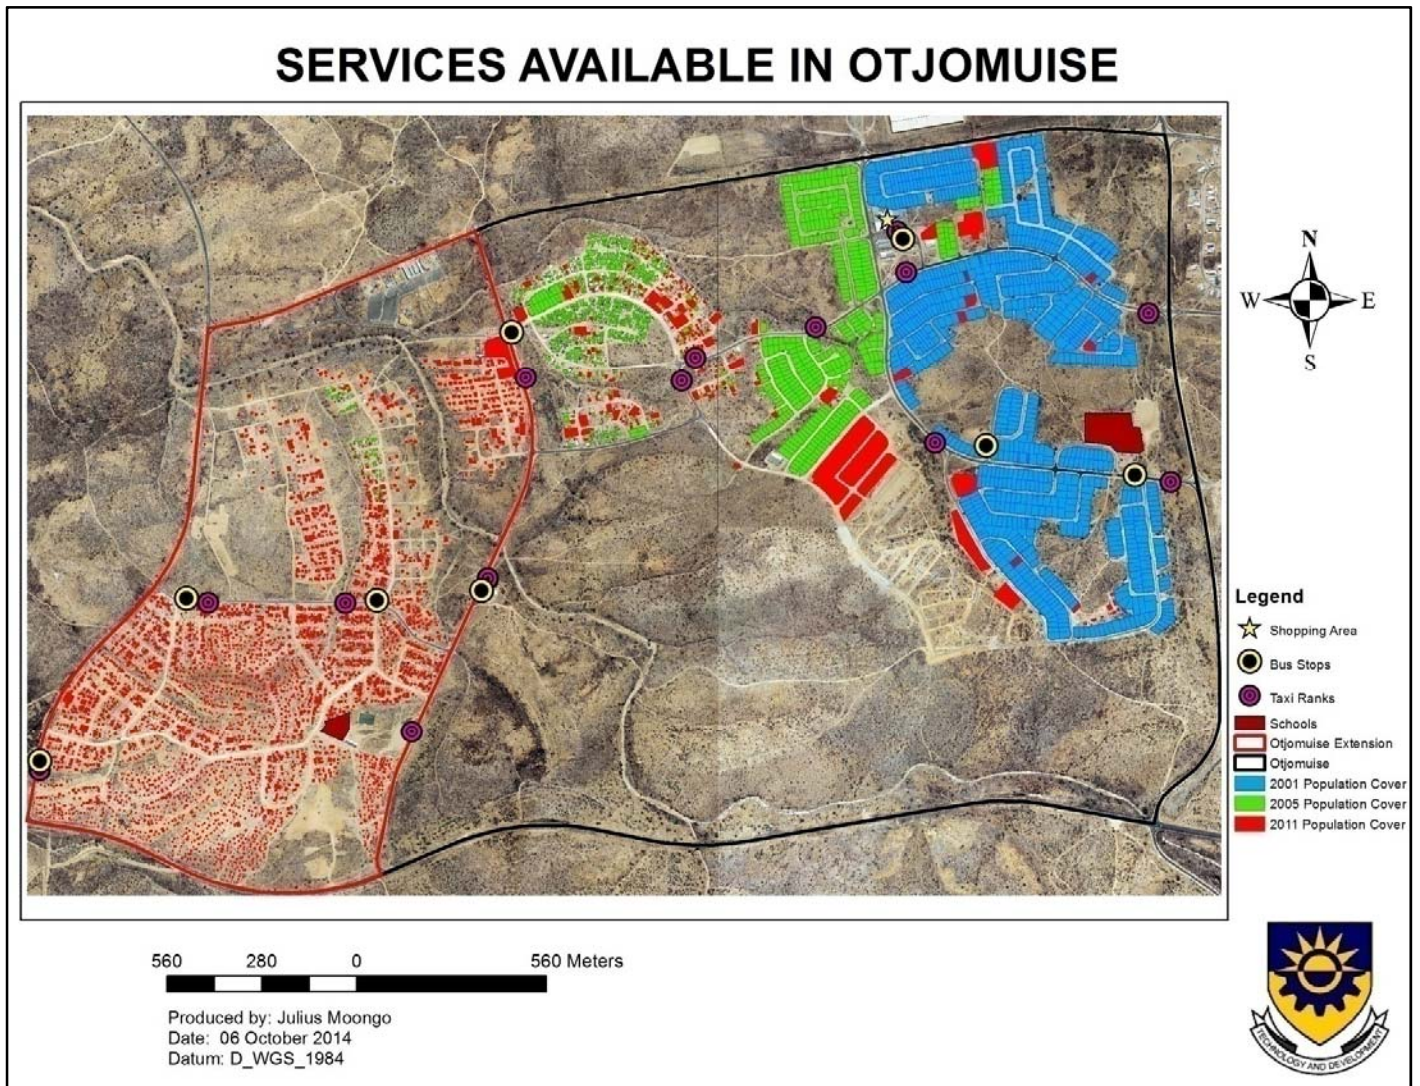 SERVICES AVAILABLE IN OTJOMUISE
N
W E
S
Legend
Shopping Area
Bus Stops
Taxi Ranks
Schools
Otjomuise Extension
Otjomuise
2001 Population Cover
2005 Population Cover
2011 Population Cover
560 280 0 560 Meters
Produced by: Julius Moongo
Date: 06 October 2014
Datum: D_WGS_1984
TECHNOLOGY AND DEVELOPMENT